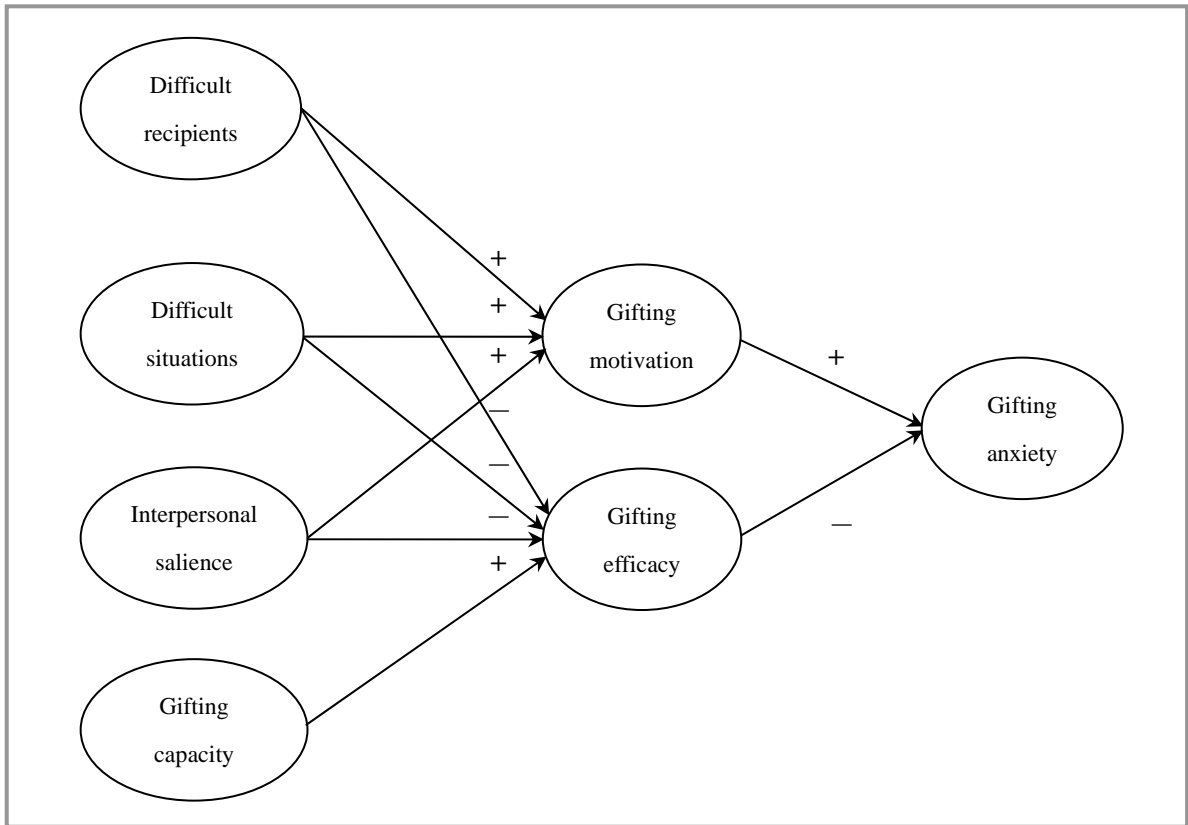 Difficult
recipients
Difficult
situations
Interpersonal
salience
Gifting
capacity
+
+
+
—
—
—
+
Gifting
motivation
Gifting
efficacy
+
—
Gifting
anxiety